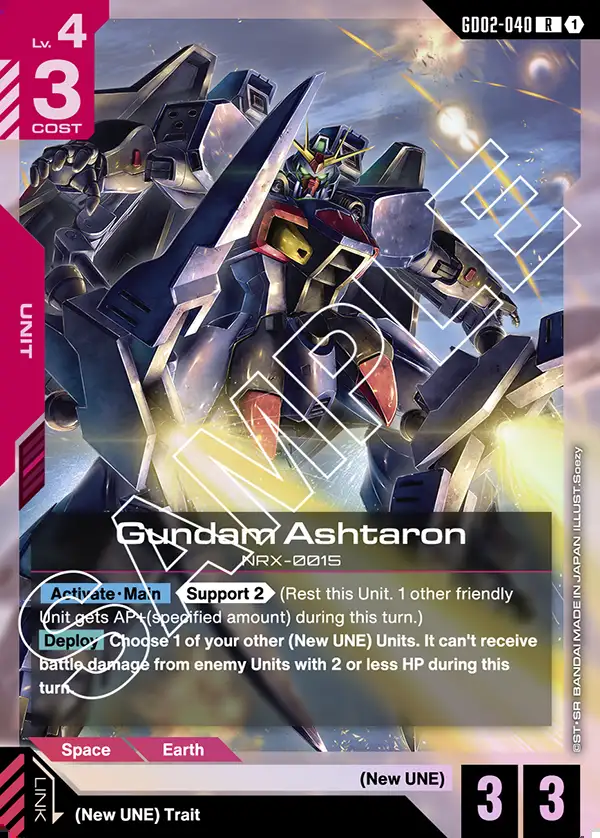 GD02-040 R 1
Lv. 4
3
COST
UNIT
SAMPLE
Gundam Ashtaron
NRX-0015
Activate･Main Support 2 (Rest this Unit. 1 other friendly
Unit gets AP+(specified amount) during this turn.)
Deploy Choose 1 of your other (New UNE) Units. It can't receive
battle damage from enemy Units with 2 or less HP during this
turn.
©ST･SR BANDAI MADE IN JAPAN ILLUST.Soezy
Space Earth
(New UNE)
LINK
(New UNE) Trait
3 3